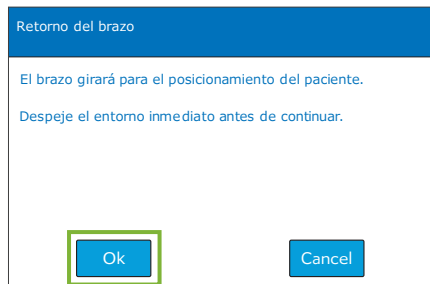 Retorno del brazo
El brazo girará para el posicionamiento del paciente.
Despeje el entorno inmediato antes de continuar.
Ok
Cancel